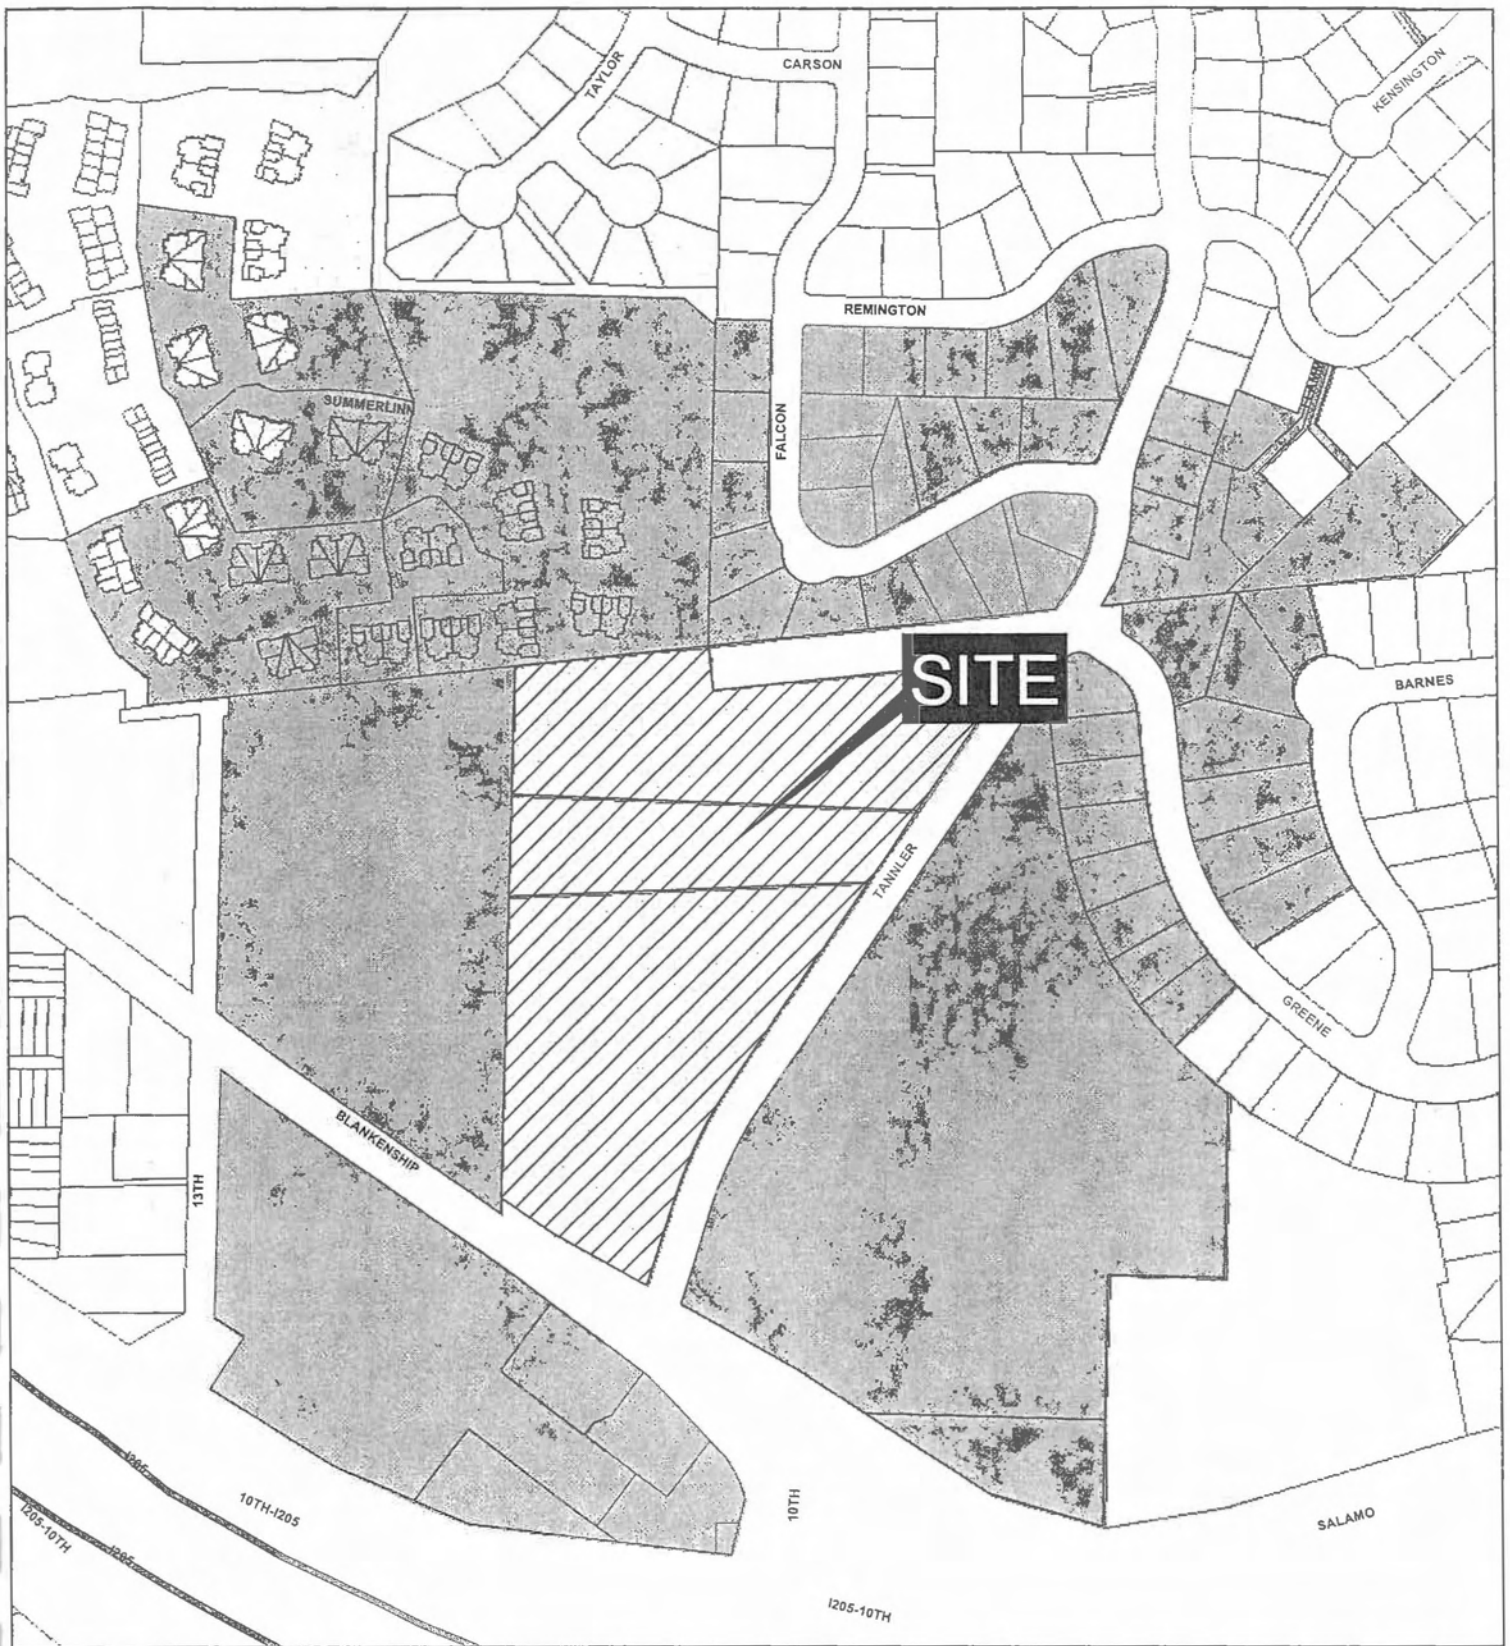 CARSON
TAYLOR
KENSINGTON
REMINGTON
SUMMERLINN
FALCON
SITE
BARNES
TANNLER
GREENE
BLANKENSHIP
13TH
I205
10TH-I205
10TH
SALAMO
I205-10TH
I205
I205-10TH